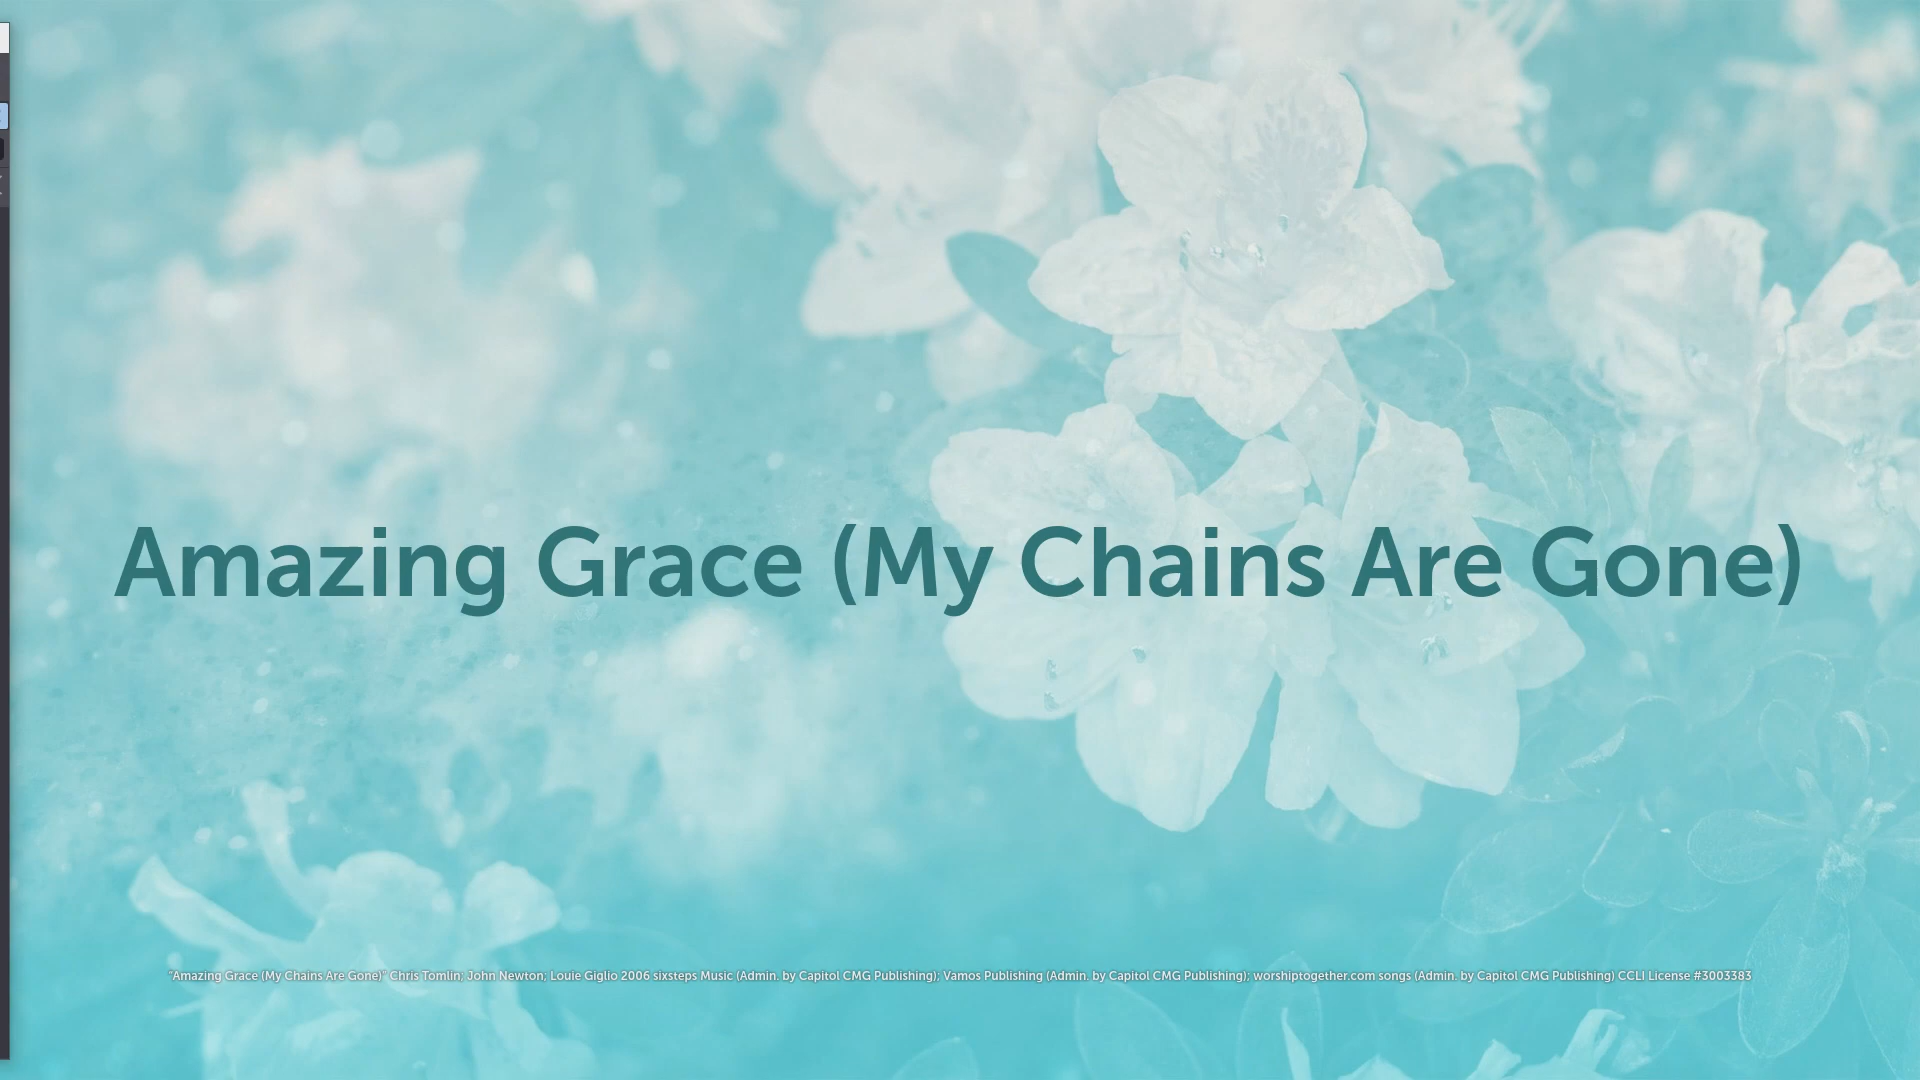 Amazing Grace (My Chains Are Gone)
"Amazing Grace (My Chains Are Gone)" Chris Tomlin; John Newton; Louie Giglio 2006 sixsteps Music (Admin. by Capitol CMG Publishing); Vamos Publishing (Admin. by Capitol CMG Publishing); worshiptogether.com songs (Admin. by Capitol CMG Publishing) CCLI License #3003383